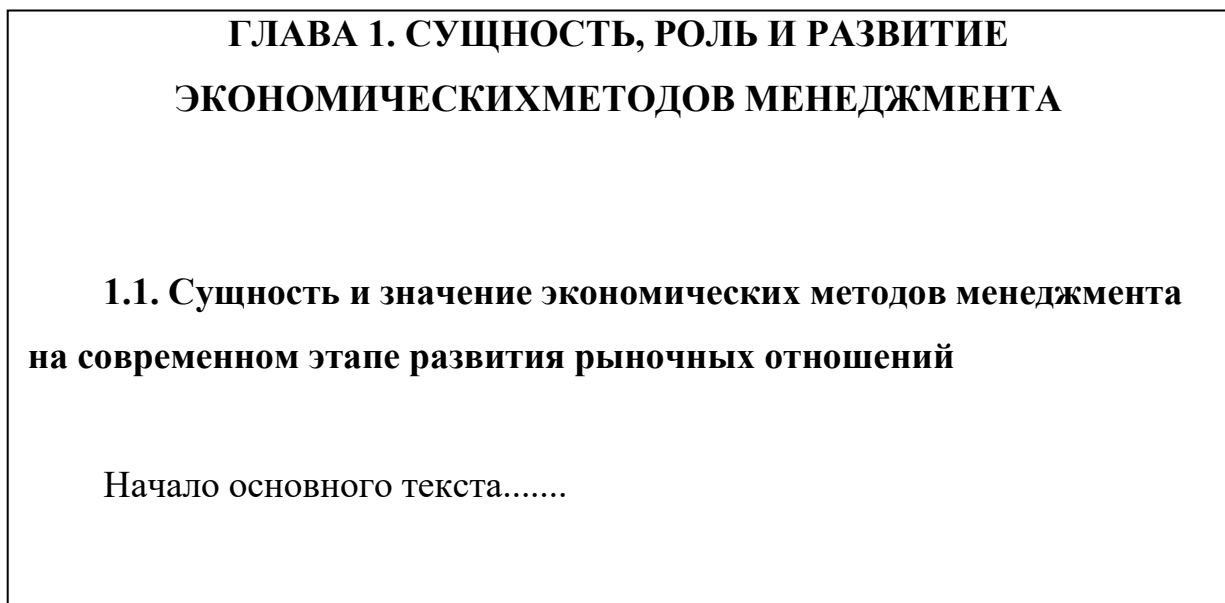 ГЛАВА 1. СУЩНОСТЬ, РОЛЬ И РАЗВИТИЕ
ЭКОНОМИЧЕСКИХМЕТОДОВ МЕНЕДЖМЕНТА
1.1. Сущность и значение экономических методов менеджмента
на современном этапе развития рыночных отношений
Начало основного текста.......